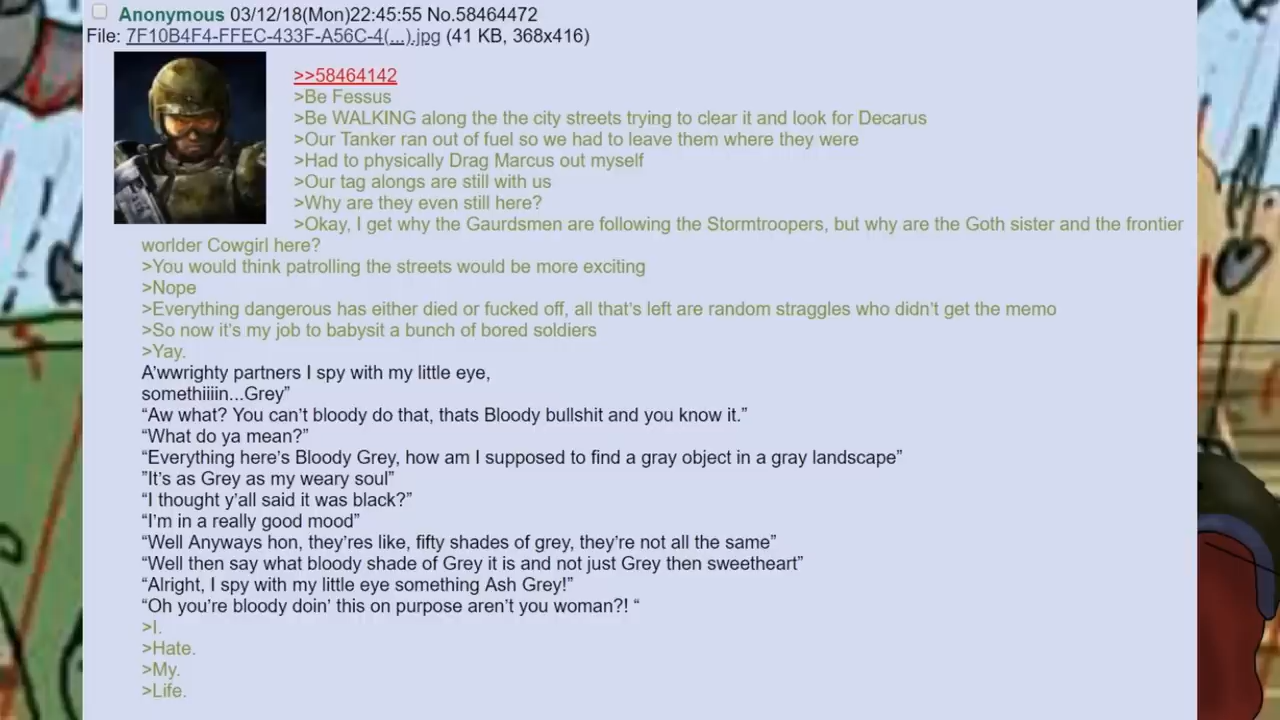 Anonymous 03/12/18(Mon)22:45:55 No.58464472
File: 7F10B4F4-FFEC-433F-A56C-4(...).jpg (41 KB, 368x416)
>>58464142
>Be Fessus
>Be WALKING along the the city streets trying to clear it and look for Decarus
>Our Tanker ran out of fuel so we had to leave them where they were
>Had to physically Drag Marcus out myself
>Our tag alongs are still with us
>Why are they even still here?
>Okay, I get why the Gaurdsmen are following the Stormtroopers, but why are the Goth sister and the frontier
worlder Cowgirl here?
>You would think patrolling the streets would be more exciting
>Nope
>Everything dangerous has either died or fucked off, all that’s left are random straggles who didn’t get the memo
>So now it’s my job to babysit a bunch of bored soldiers
>Yay.
A’wwrighty partners I spy with my little eye,
somethiiiin...Grey”
“Aw what? You can’t bloody do that, thats Bloody bullshit and you know it.”
“What do ya mean?”
“Everything here’s Bloody Grey, how am I supposed to find a gray object in a gray landscape”
”It’s as Grey as my weary soul”
“I thought y’all said it was black?”
“I’m in a really good mood”
“Well Anyways hon, they’res like, fifty shades of grey, they’re not all the same”
“Well then say what bloody shade of Grey it is and not just Grey then sweetheart”
“Alright, I spy with my little eye something Ash Grey!”
“Oh you’re bloody doin’ this on purpose aren’t you woman?! “
>I.
>Hate.
>My.
>Life.